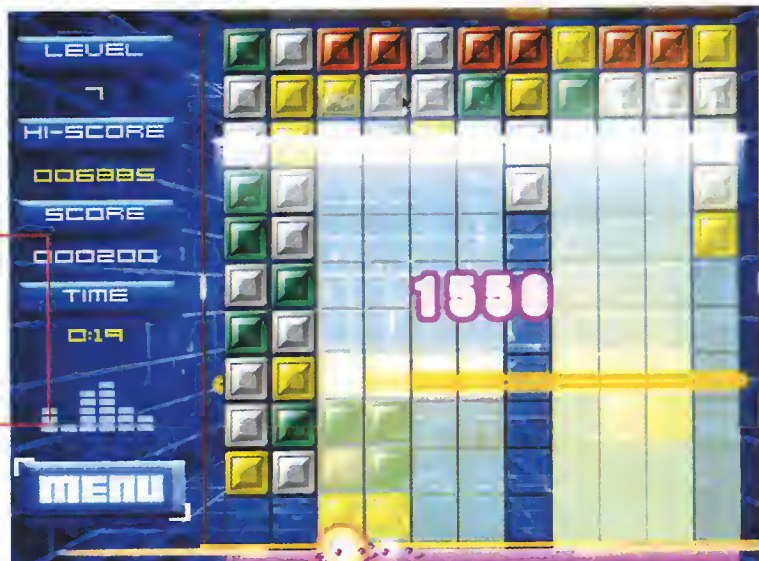 LEVEL
7
HI-SCORE
006885
SCORE
000200
TIME
0:19
MENU
1550